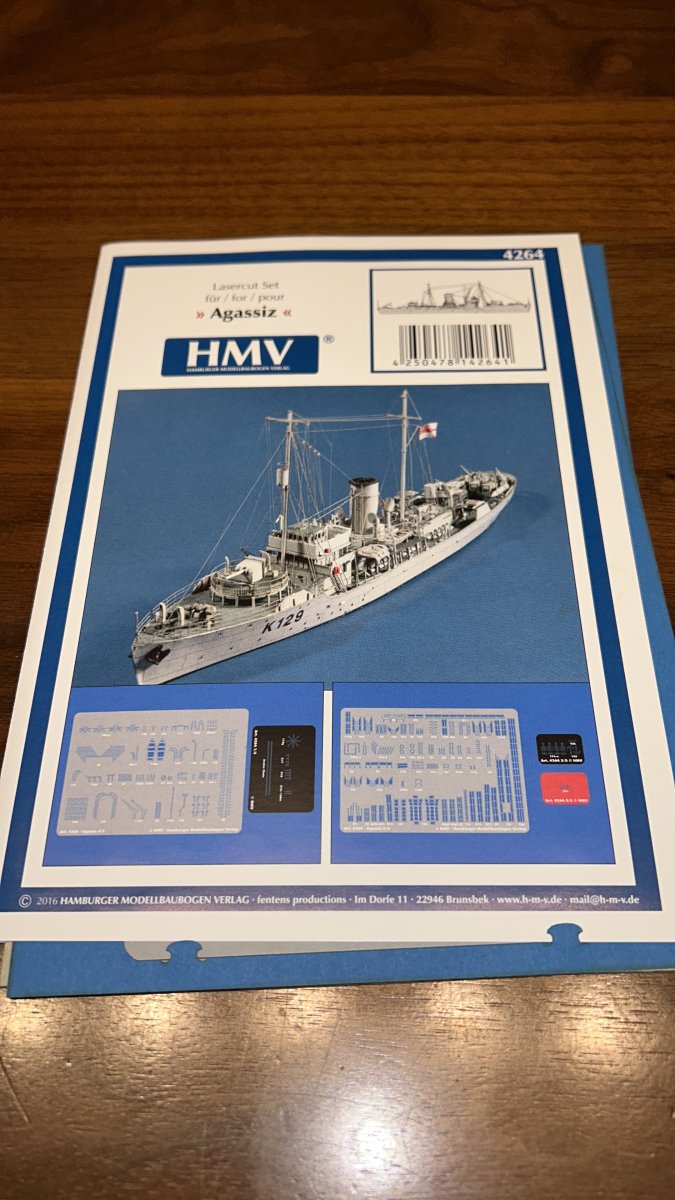 4264
Lasercut Set
für / for / pour
» Agassiz «
HMV®
HAMBURGER MODELLBAUBOGEN VERLAG
4 250478 142641
K129
© 2016 HAMBURGER MODELLBAUBOGEN VERLAG · fentens productions · Im Dorfe 11 · 22946 Brunsbek · www.h-m-v.de · mail@h-m-v.de